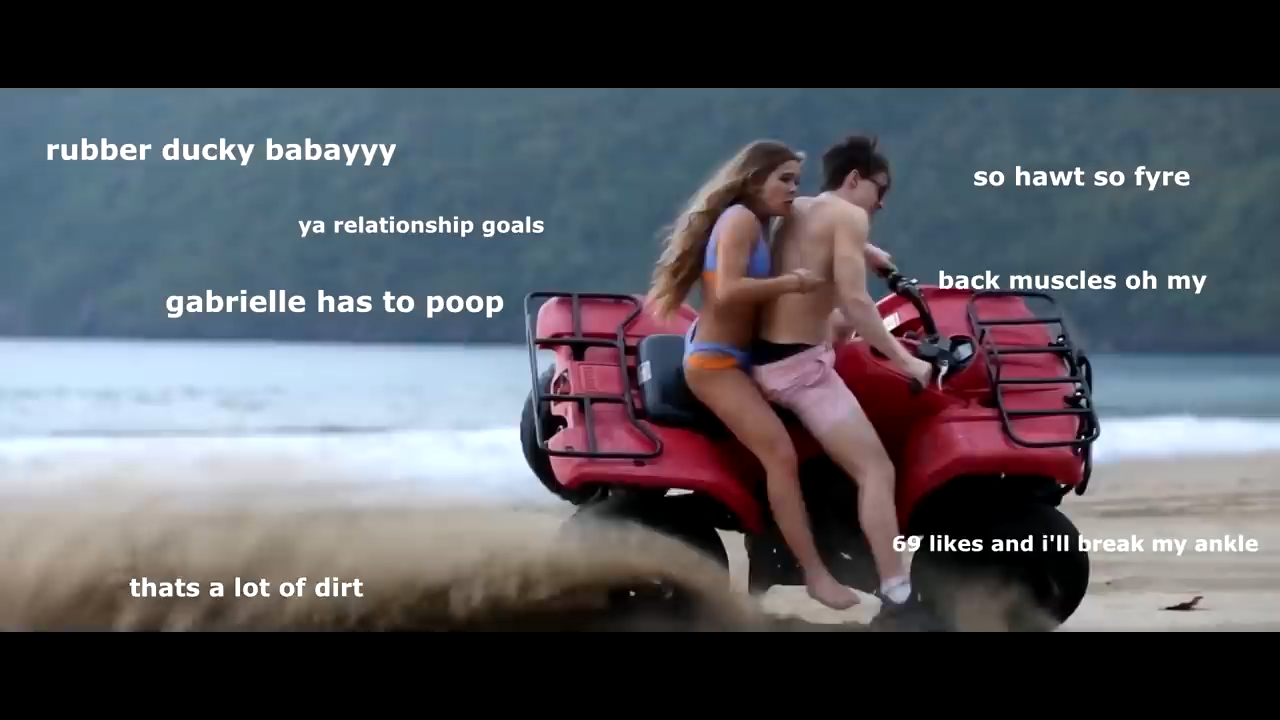 rubber ducky babayyy
so hawt so fyre
ya relationship goals
back muscles oh my
gabrielle has to poop
69 likes and i'll break my ankle
thats a lot of dirt